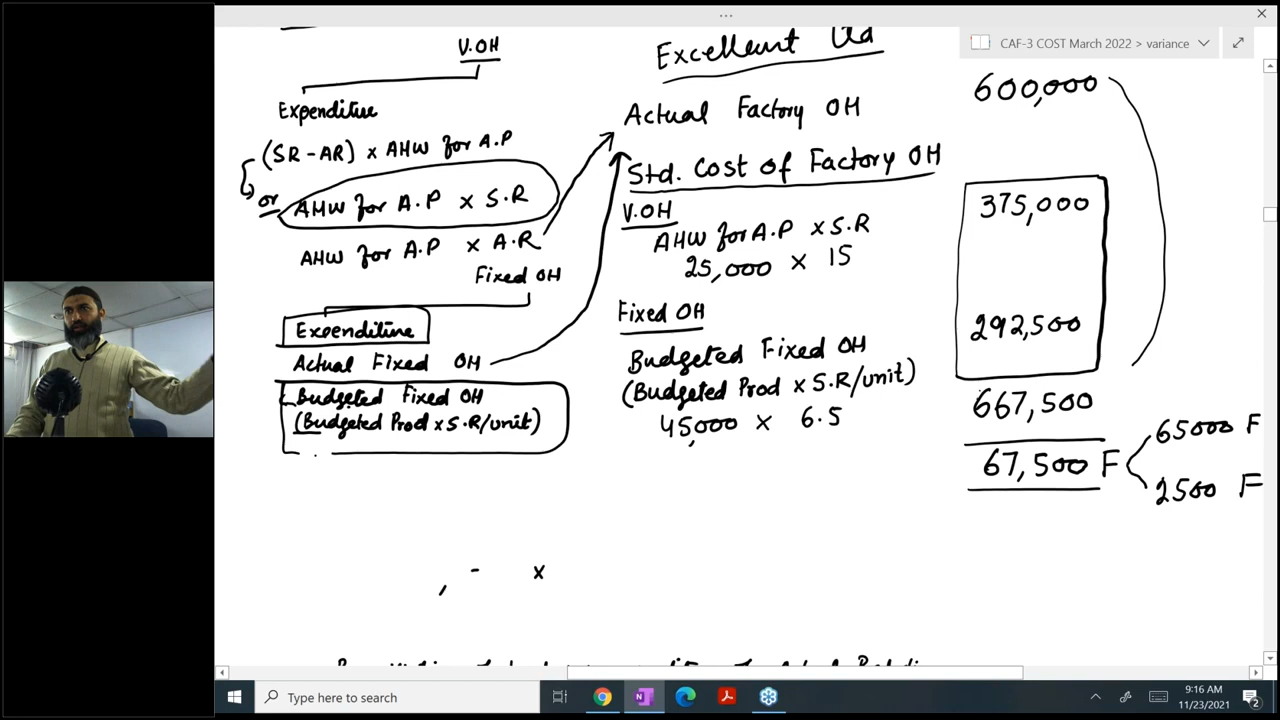 CAF-3 COST March 2022 > variance
V.OH
Expenditure
(SR-AR) x AHW for A.P
or AHW for A.P x S.R
AHW for A.P x A.R
Fixed OH
Expenditure
Actual Fixed OH
Budgeted Fixed OH
(Budgeted Prod x S.R/unit)
Excellent Ltd
Actual Factory OH
600,000
Std. Cost of Factory OH
V.OH
375,000
AHW for A.P x S.R
25,000 x 15
Fixed OH
292,500
Budgeted Fixed OH
(Budgeted Prod x S.R/unit)
45,000 x 6.5
667,500
67,500 F
65000 F
2500 F
x
Type here to search
9:16 AM
11/23/2021
2